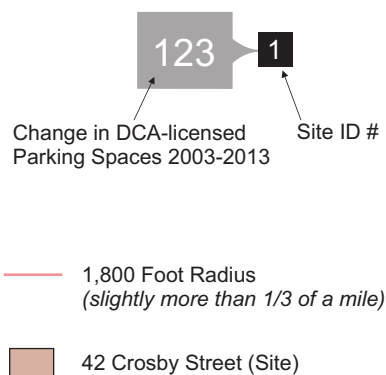 123
1
Change in DCA-licensed
Parking Spaces 2003-2013
Site ID #
1,800 Foot Radius
(slightly more than 1/3 of a mile)
42 Crosby Street (Site)